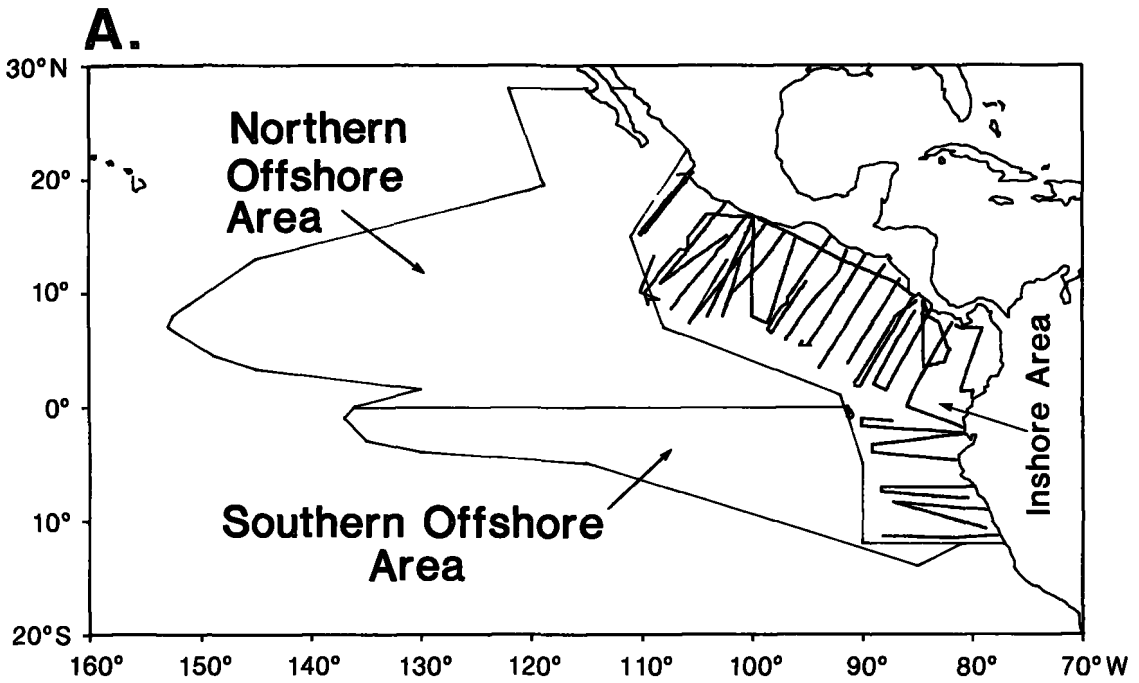 A.
30°N
20°
10°
0°
10°
20°S
Northern
Offshore
Area
Southern Offshore
Area
Inshore Area
160°
150°
140°
130°
120°
110°
100°
90°
80°
70°W